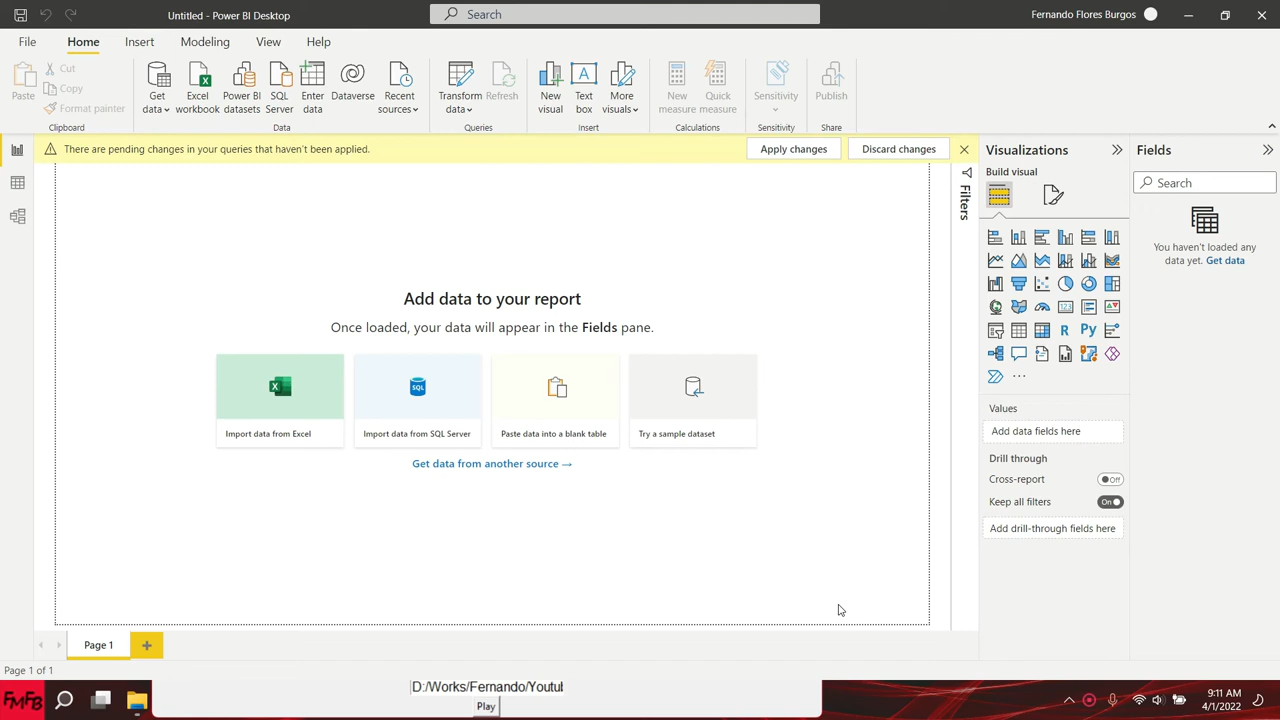 Untitled - Power BI Desktop
Search
Fernando Flores Burgos
File Home Insert Modeling View Help
Paste
Cut
Copy
Format painter
Clipboard
Get data
Excel workbook
Power BI datasets
SQL Server
Enter data
Dataverse
Recent sources
Data
Transform data
Refresh
Queries
New visual
Text box
More visuals
Insert
New measure
Quick measure
Calculations
Sensitivity
Sensitivity
Publish
Share
There are pending changes in your queries that haven't been applied.
Apply changes
Discard changes
Filters
Visualizations
Build visual
R
Py
123
Values
Add data fields here
Drill through
Cross-report
Off
Keep all filters
On
Add drill-through fields here
Fields
Search
You haven't loaded any
data yet. Get data
Add data to your report
Once loaded, your data will appear in the Fields pane.
X
SQL
Import data from Excel
Import data from SQL Server
Paste data into a blank table
Try a sample dataset
Get data from another source →
Page 1
Page 1 of 1
FMFB
D:/Works/Fernando/Youtul
Play
9:11 AM
4/1/2022